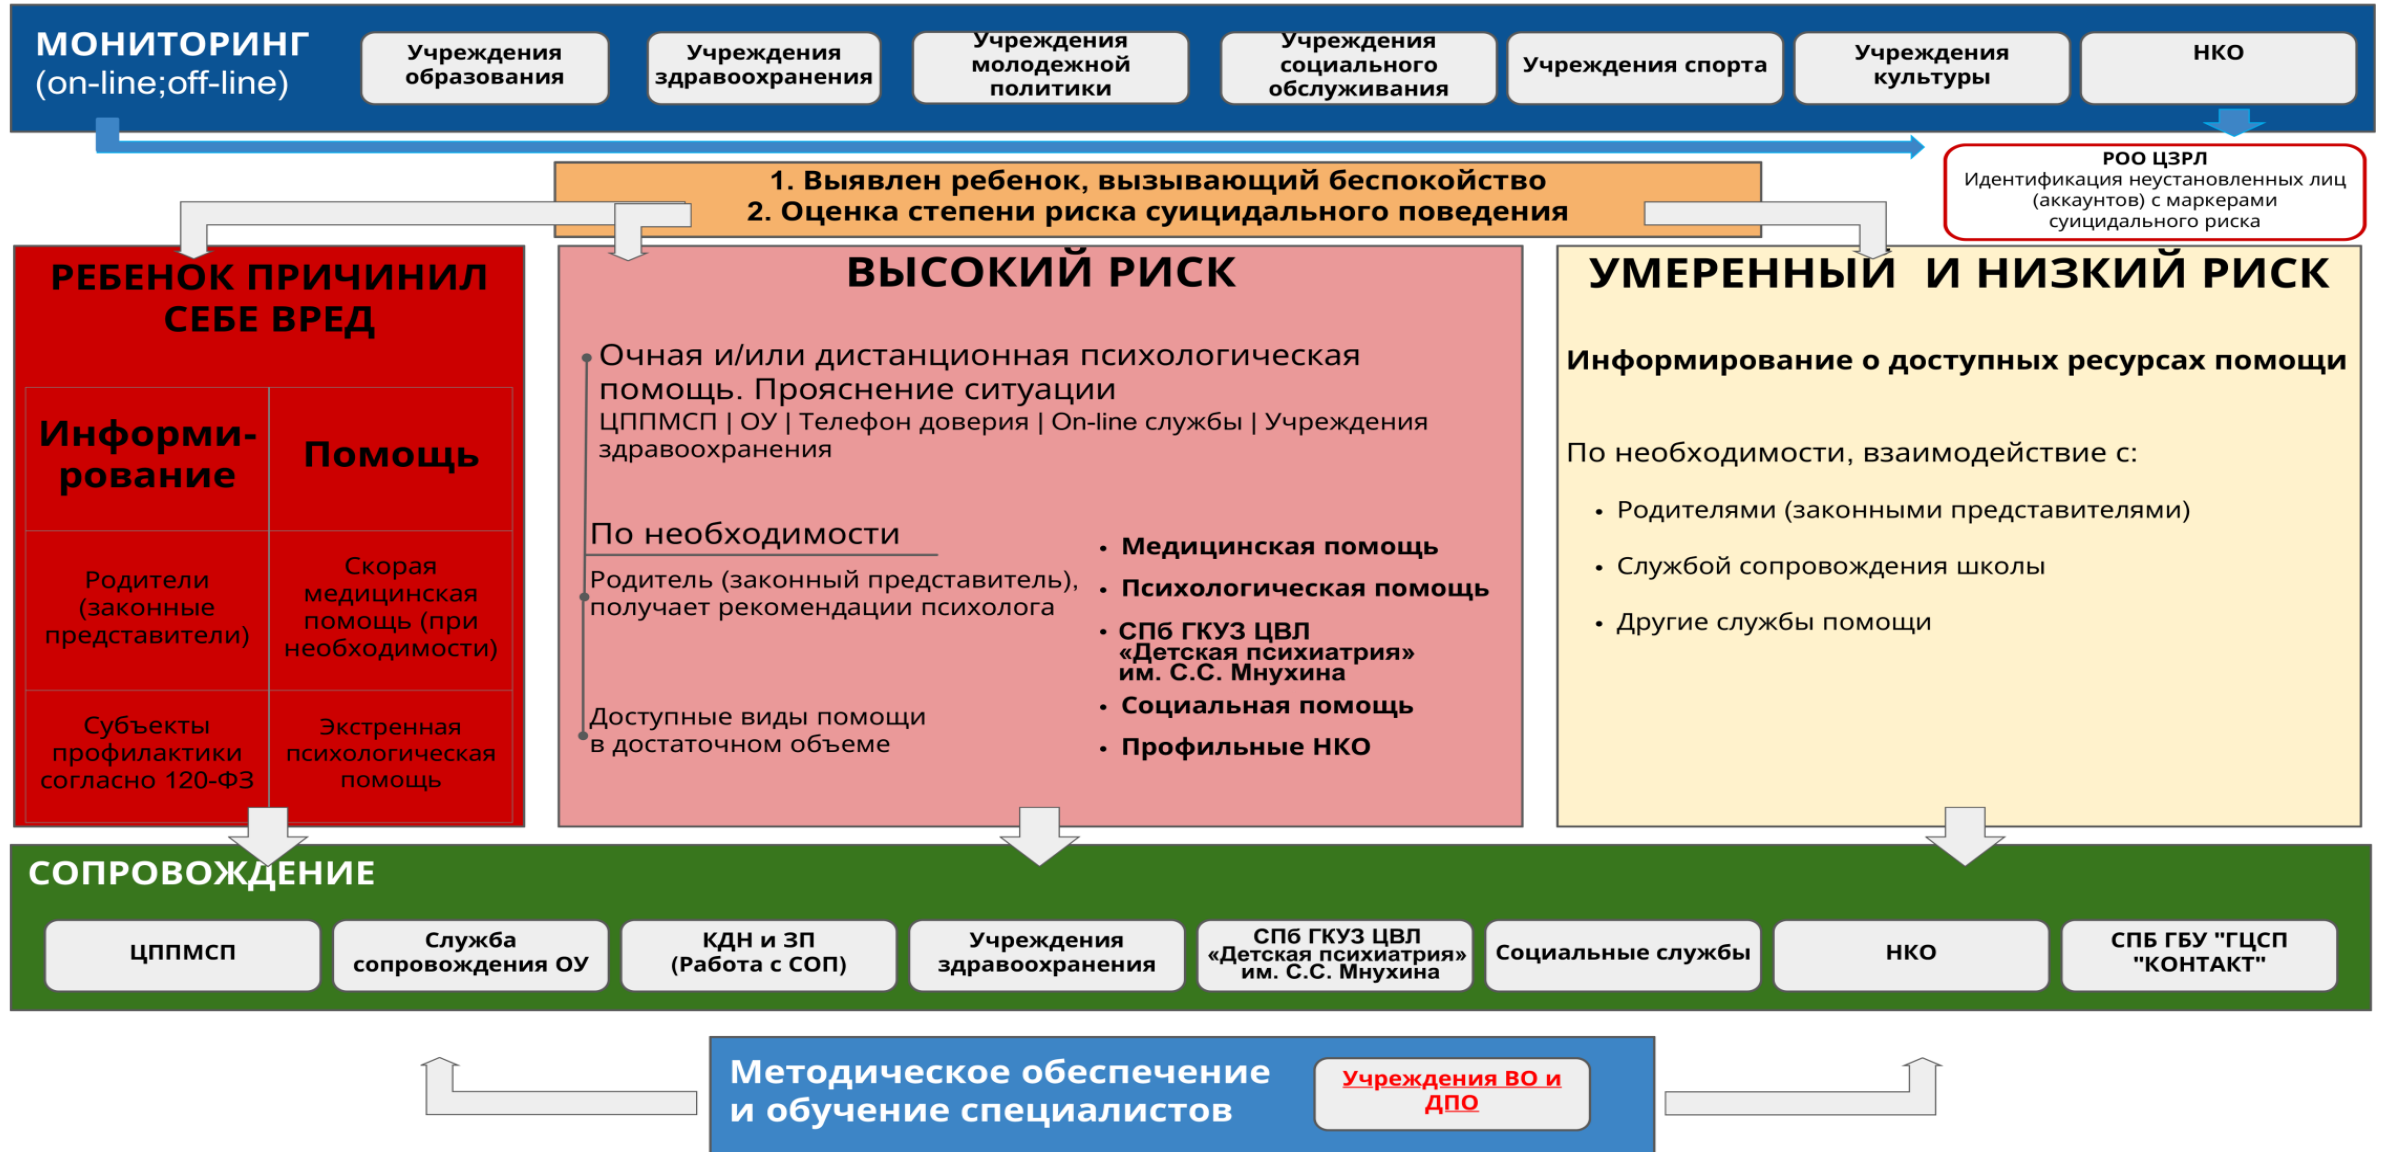 МОНИТОРИНГ
(on-line;off-line)
Учреждения
образования
Учреждения
здравоохранения
Учреждения
молодежной
политики
Учреждения
социального
обслуживания
Учреждения спорта
Учреждения
культуры
НКО
РОО ЦЗРЛ
Идентификация неустановленных лиц
(аккаунтов) с маркерами
суицидального риска
1. Выявлен ребенок, вызывающий беспокойство
2. Оценка степени риска суицидального поведения
РЕБЕНОК ПРИЧИНИЛ
СЕБЕ ВРЕД
Информи-
рование
Помощь
Родители
(законные
представители)
Скорая
медицинская
помощь (при
необходимости)
Субъекты
профилактики
согласно 120-ФЗ
Экстренная
психологическая
помощь
ВЫСОКИЙ РИСК
Очная и/или дистанционная психологическая
помощь. Прояснение ситуации
ЦППМСП | ОУ | Телефон доверия | On-line службы | Учреждения
здравоохранения
По необходимости
Родитель (законный представитель),
получает рекомендации психолога
Доступные виды помощи
в достаточном объеме
• Медицинская помощь
• Психологическая помощь
• СПб ГКУЗ ЦВЛ
«Детская психиатрия»
им. С.С. Мнухина
• Социальная помощь
• Профильные НКО
УМЕРЕННЫЙ И НИЗКИЙ РИСК
Информирование о доступных ресурсах помощи
По необходимости, взаимодействие с:
• Родителями (законными представителями)
• Службой сопровождения школы
• Другие службы помощи
СОПРОВОЖДЕНИЕ
ЦППМСП
Служба
сопровождения ОУ
КДН и ЗП
(Работа с СОП)
Учреждения
здравоохранения
СПб ГКУЗ ЦВЛ
«Детская психиатрия»
им. С.С. Мнухина
Социальные службы
НКО
СПБ ГБУ "ГЦСП
"КОНТАКТ"
Методическое обеспечение
и обучение специалистов
Учреждения ВО и
ДПО